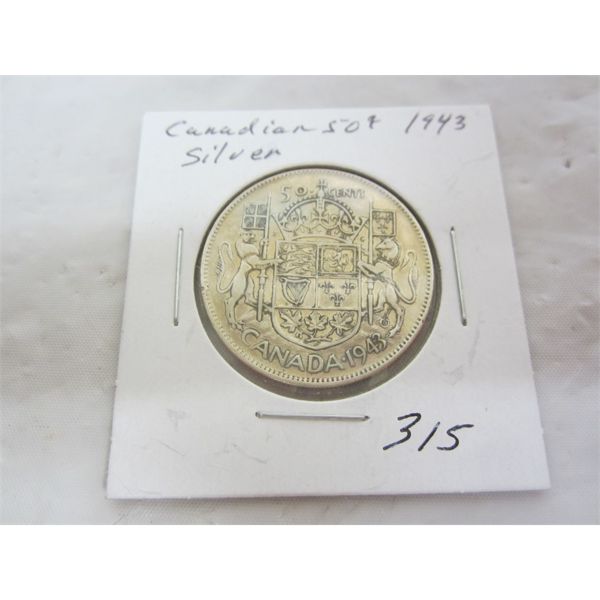 Canadian 50¢ 1943
Silver
50 CENTS
CANADA·1943
315